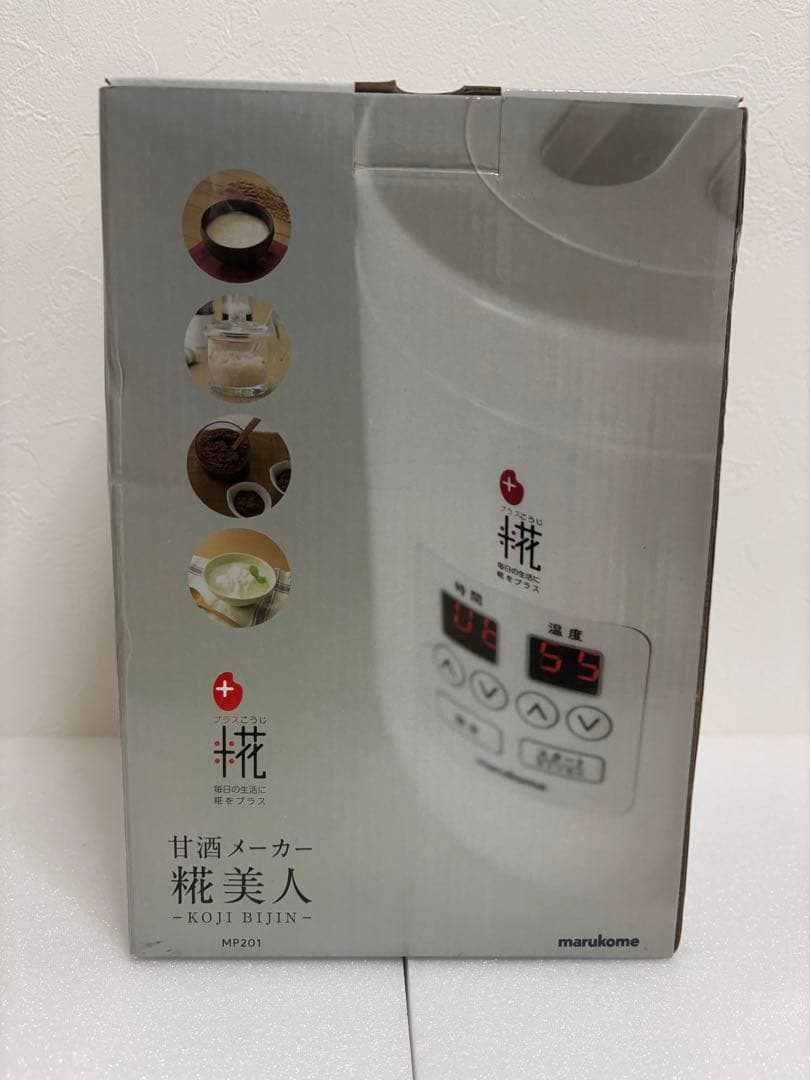 プラスこうじ
糀
毎日の生活に
糀をプラス
甘酒メーカー
糀美人
-KOJI BIJIN-
MP201
プラスこうじ
糀
毎日の生活に
糀をプラス
時間
温度
55
marukome
marukome